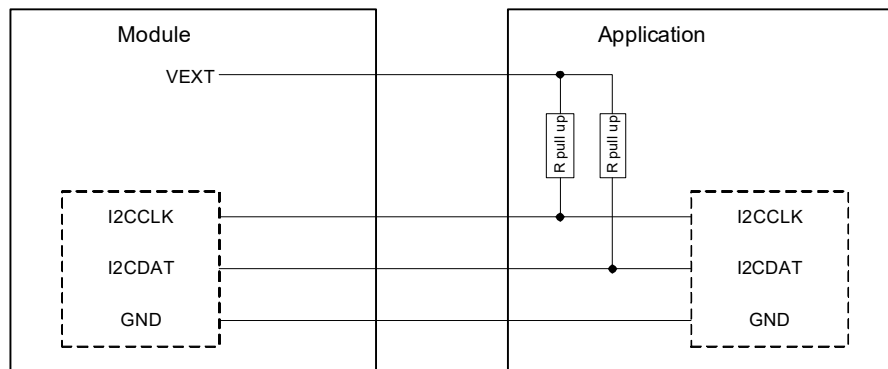 Module
Application
VEXT
R pull up
R pull up
I2CCLK
I2CCLK
I2CDAT
I2CDAT
GND
GND